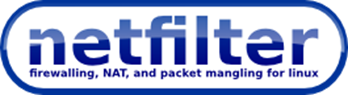 netfilter
firewalling, NAT, and packet mangling for linux